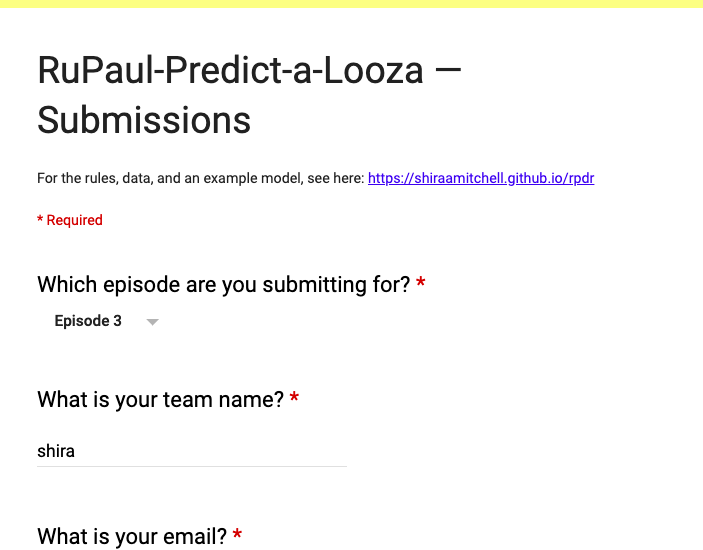 RuPaul-Predict-a-Looza —
Submissions
For the rules, data, and an example model, see here: https://shiraamitchell.github.io/rpdr
* Required
Which episode are you submitting for? *
Episode 3
What is your team name? *
shira
What is your email? *